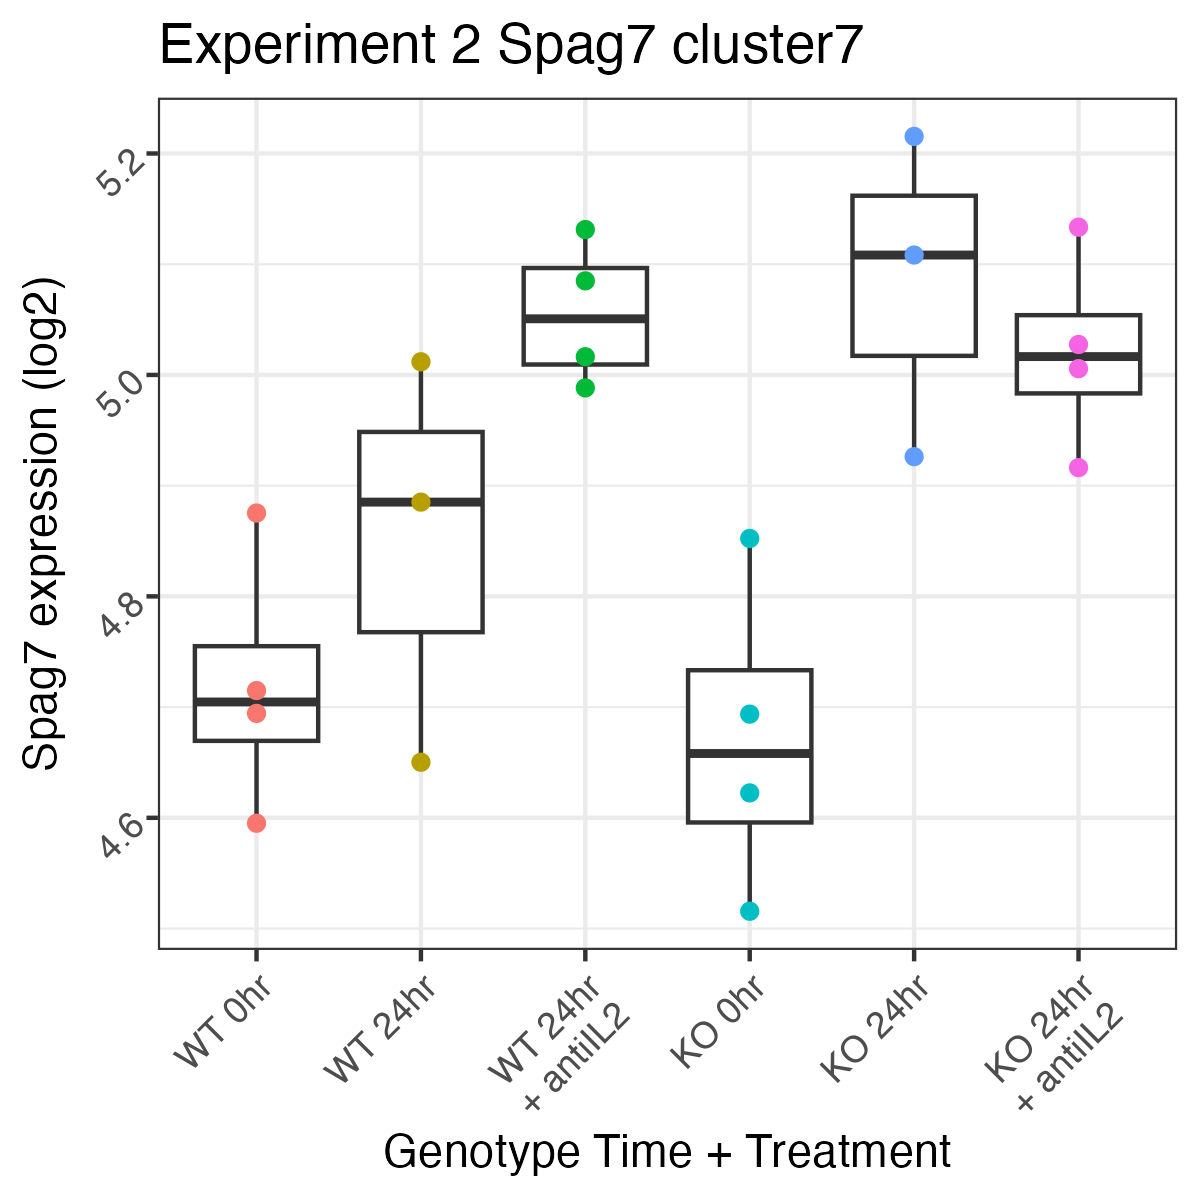 Experiment 2 Spag7 cluster7
Spag7 expression (log2)
5.2
5.0
4.8
4.6
WT 0hr
WT 24hr
WT 24hr
+ antiIL2
KO 0hr
KO 24hr
KO 24hr
+ antiIL2
Genotype Time + Treatment